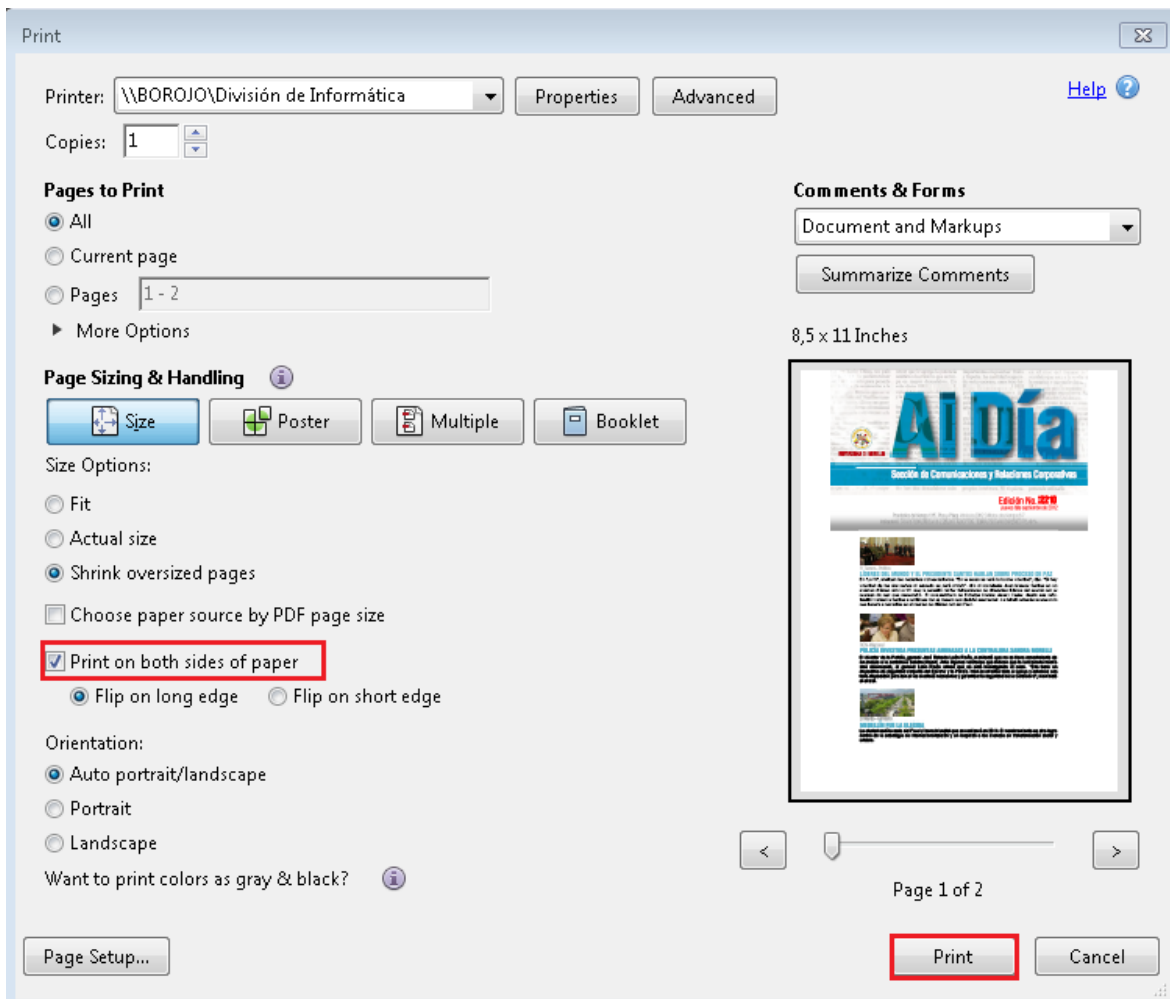 Print
Printer: \\BOROJO\División de Informática Properties Advanced Help
Copies: 1
Pages to Print
All
Current page
Pages 1 - 2
More Options
Page Sizing & Handling
Size Poster Multiple Booklet
Size Options:
Fit
Actual size
Shrink oversized pages
Choose paper source by PDF page size
Print on both sides of paper
Flip on long edge Flip on short edge
Orientation:
Auto portrait/landscape
Portrait
Landscape
Want to print colors as gray & black?
Comments & Forms
Document and Markups
Summarize Comments
8,5 x 11 Inches
Al Día
Sección de Comunicaciones y Relaciones Corporativas
Edición No. 2210
< >
Page 1 of 2
Page Setup... Print Cancel